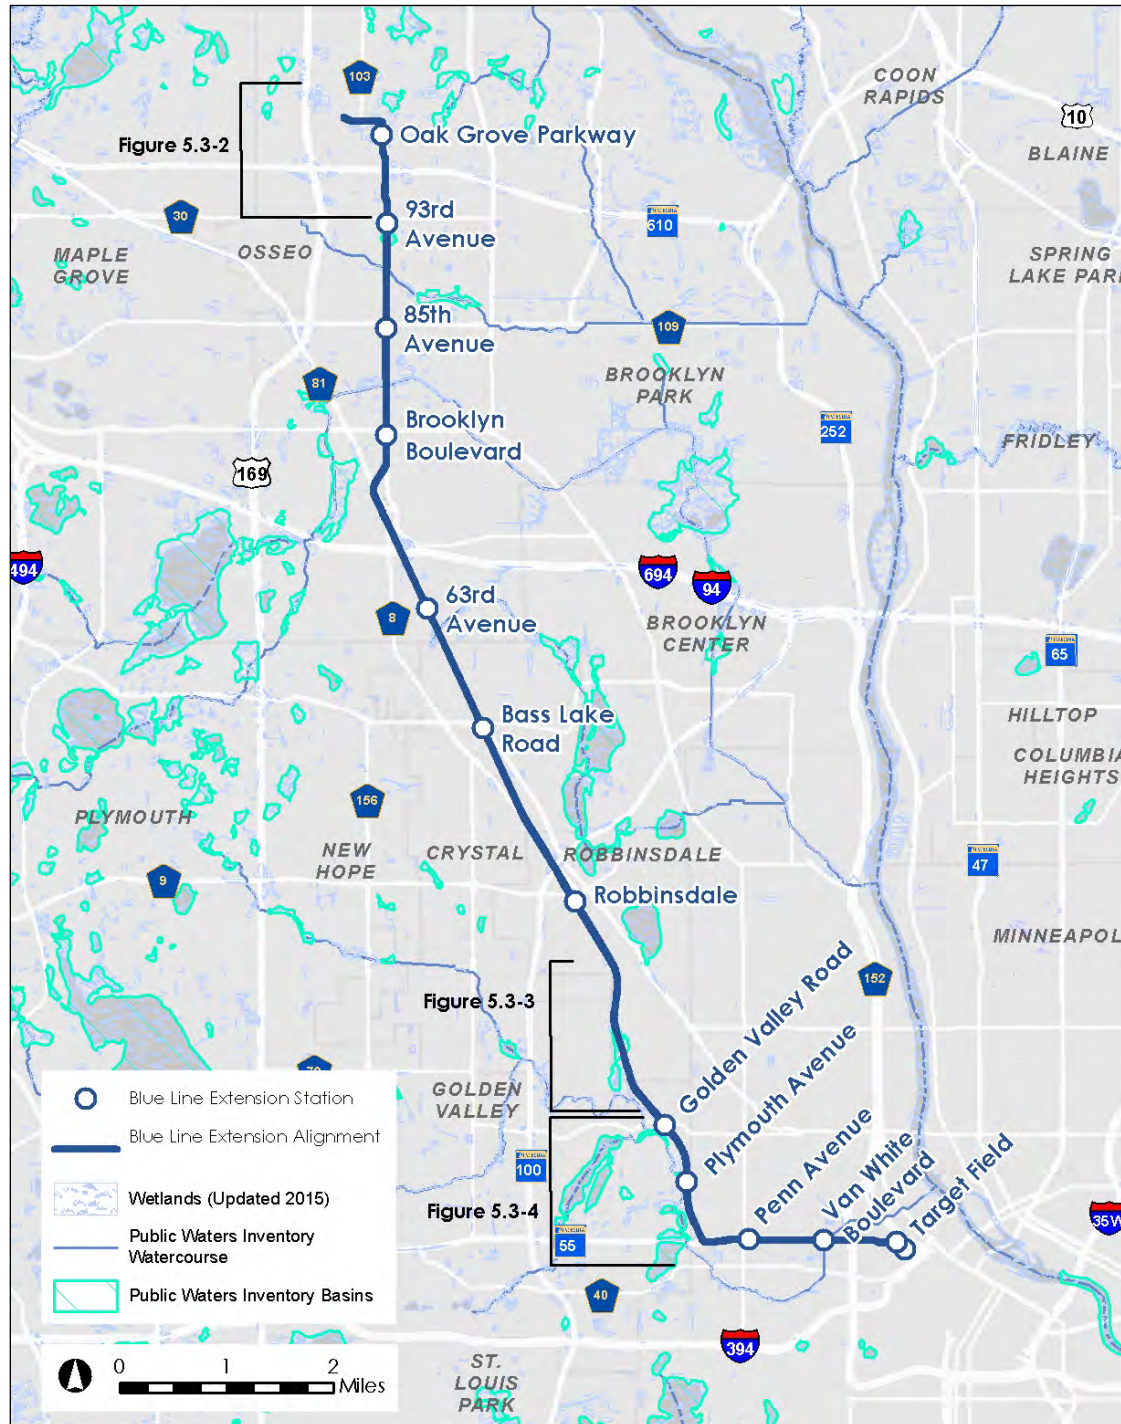 103
COON
RAPIDS
10
Figure 5.3-2
Oak Grove Parkway
BLAINE
30
93rd
Avenue
MINNESOTA
610
MAPLE
GROVE
OSSEO
SPRING
LAKE PAR
85th
Avenue
109
81
BROOKLYN
PARK
252
Brooklyn
Boulevard
FRIDLEY
169
494
694
94
8
63rd
Avenue
BROOKLYN
CENTER
65
Bass Lake
Road
HILLTOP
COLUMBIA
HEIGHTS
156
PLYMOUTH
NEW
HOPE
CRYSTAL
ROBBINSDALE
47
9
Robbinsdale
MINNEAPOL
Figure 5.3-3
152
Golden Valley Road
GOLDEN
VALLEY
Plymouth Avenue
100
Penn Avenue
Van White
Boulevard
Target Field
Figure 5.3-4
55
35W
40
394
ST.
LOUIS
PARK
Blue Line Extension Station
Blue Line Extension Alignment
Wetlands (Updated 2015)
Public Waters Inventory
Watercourse
Public Waters Inventory Basins
0 1 2
Miles